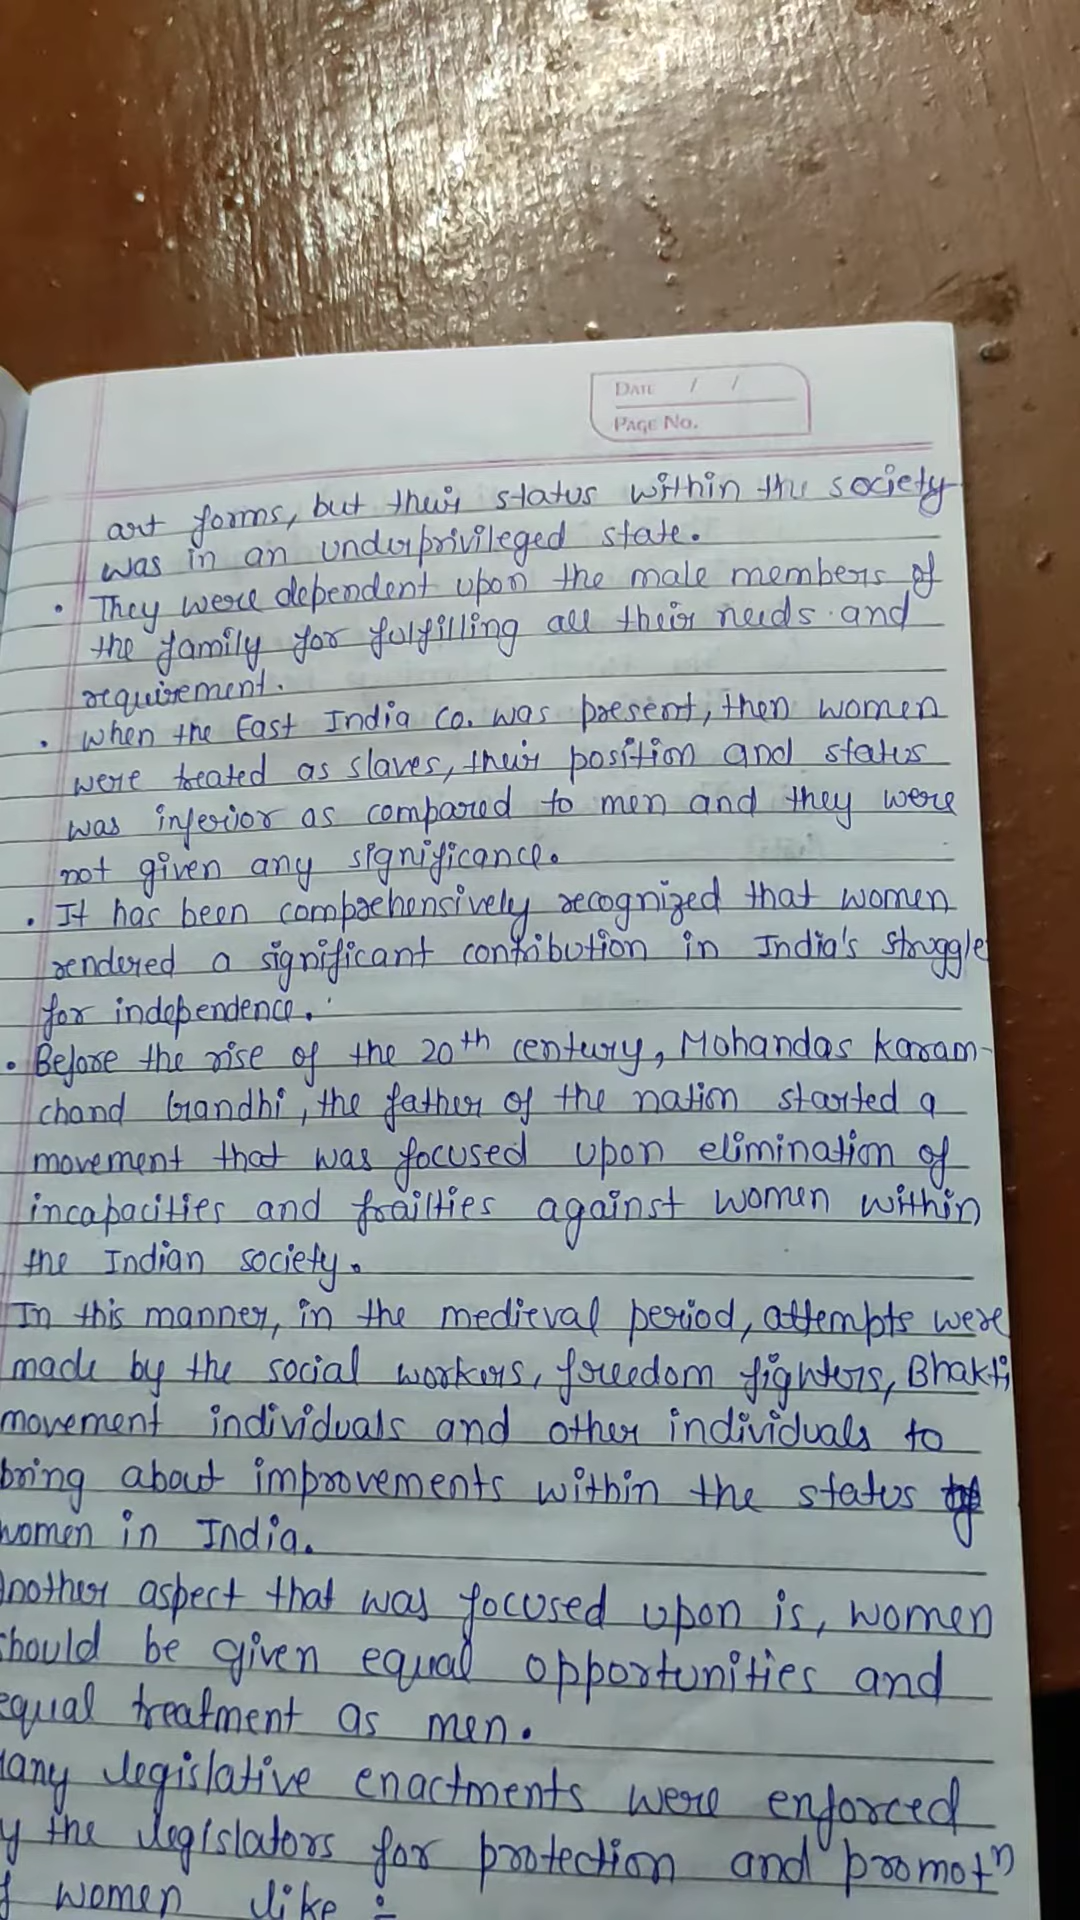 DATE / /
PAGE No.
art forms, but their status within the society
was in an underprivileged state.
• They were dependent upon the male members of
the family for fulfilling all their needs and
requirement.
• when the East India Co. was present, then women
were treated as slaves, their position and status
was inferior as compared to men and they were
not given any significance.
• It has been comprehensively recognized that women
rendered a significant contribution in India's struggle
for independence.
• Before the rise of the 20th century, Mohandas Karam-
chand Gandhi, the father of the nation started a
movement that was focused upon elimination of
incapacities and frailties against women within
the Indian society.
In this manner, in the medieval period, attempts were
made by the social workers, freedom fighters, Bhakti
movement individuals and other individuals to
bring about improvements within the status of
women in India.
Another aspect that was focused upon is, women
should be given equal opportunities and
equal treatment as men.
any legislative enactments were enforced
y the legislators for protection and promotn
f women like :-